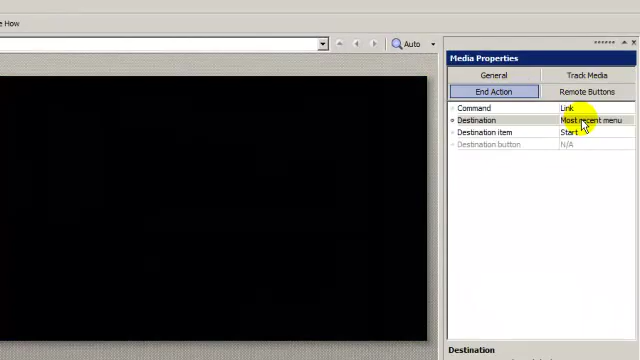 e How
Auto
Media Properties
General
Track Media
End Action
Remote Buttons
Command
Link
Destination
Most recent menu
Destination item
Start
Destination button
N/A
Destination